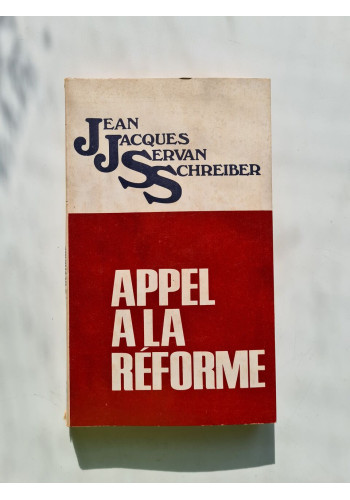 JEAN
JACQUES
SERVAN
SCHREIBER
APPEL
A LA
RÉFORME